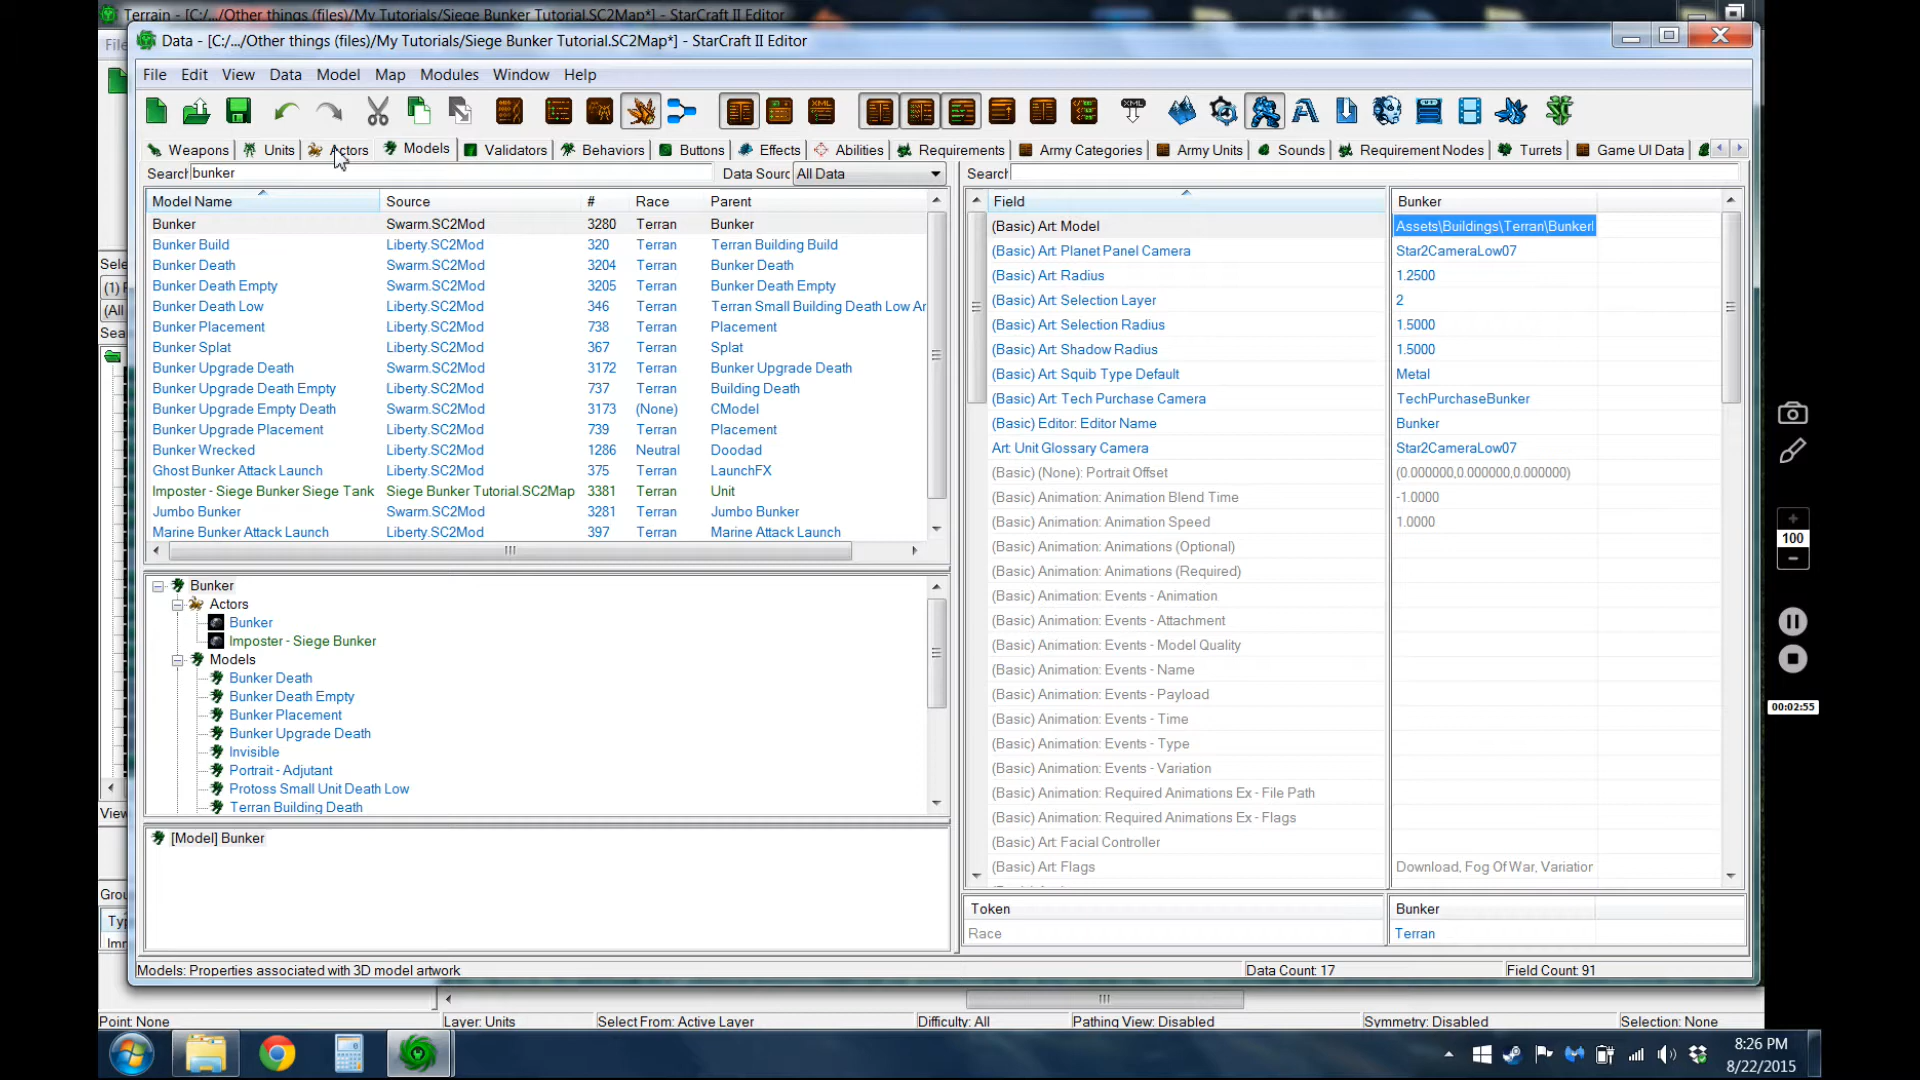 Terrain - [C:/.../Other things (files)/My Tutorials/Siege Bunker Tutorial.SC2Map*] - StarCraft II Editor
Data - [C:/.../Other things (files)/My Tutorials/Siege Bunker Tutorial.SC2Map*] - StarCraft II Editor
File Edit View Data Model Map Modules Window Help
XML
Weapons Units Actors Models Validators Behaviors Buttons Effects Abilities Requirements Army Categories Army Units Sounds Requirement Nodes Turrets Game UI Data
Search bunker Data Sourc All Data Search
Model Name Source # Race Parent
Bunker Swarm.SC2Mod 3280 Terran Bunker
Bunker Build Liberty.SC2Mod 320 Terran Terran Building Build
Bunker Death Swarm.SC2Mod 3204 Terran Bunker Death
Bunker Death Empty Swarm.SC2Mod 3205 Terran Bunker Death Empty
Bunker Death Low Liberty.SC2Mod 346 Terran Terran Small Building Death Low Ar
Bunker Placement Liberty.SC2Mod 738 Terran Placement
Bunker Splat Liberty.SC2Mod 367 Terran Splat
Bunker Upgrade Death Swarm.SC2Mod 3172 Terran Bunker Upgrade Death
Bunker Upgrade Death Empty Liberty.SC2Mod 737 Terran Building Death
Bunker Upgrade Empty Death Swarm.SC2Mod 3173 (None) CModel
Bunker Upgrade Placement Liberty.SC2Mod 739 Terran Placement
Bunker Wrecked Liberty.SC2Mod 1286 Neutral Doodad
Ghost Bunker Attack Launch Liberty.SC2Mod 375 Terran LaunchFX
Imposter - Siege Bunker Siege Tank Siege Bunker Tutorial.SC2Map 3381 Terran Unit
Jumbo Bunker Swarm.SC2Mod 3281 Terran Jumbo Bunker
Marine Bunker Attack Launch Liberty.SC2Mod 397 Terran Marine Attack Launch
Bunker
Actors
Bunker
Imposter - Siege Bunker
Models
Bunker Death
Bunker Death Empty
Bunker Placement
Bunker Upgrade Death
Invisible
Portrait - Adjutant
Protoss Small Unit Death Low
Terran Building Death
[Model] Bunker
Field Bunker
(Basic) Art: Model Assets\Buildings\Terran\Bunker
(Basic) Art: Planet Panel Camera Star2CameraLow07
(Basic) Art: Radius 1.2500
(Basic) Art: Selection Layer 2
(Basic) Art: Selection Radius 1.5000
(Basic) Art: Shadow Radius 1.5000
(Basic) Art: Squib Type Default Metal
(Basic) Art: Tech Purchase Camera TechPurchaseBunker
(Basic) Editor: Editor Name Bunker
Art: Unit Glossary Camera Star2CameraLow07
(Basic) (None): Portrait Offset (0.000000,0.000000,0.000000)
(Basic) Animation: Animation Blend Time -1.0000
(Basic) Animation: Animation Speed 1.0000
(Basic) Animation: Animations (Optional)
(Basic) Animation: Animations (Required)
(Basic) Animation: Events - Animation
(Basic) Animation: Events - Attachment
(Basic) Animation: Events - Model Quality
(Basic) Animation: Events - Name
(Basic) Animation: Events - Payload
(Basic) Animation: Events - Time
(Basic) Animation: Events - Type
(Basic) Animation: Events - Variation
(Basic) Animation: Required Animations Ex - File Path
(Basic) Animation: Required Animations Ex - Flags
(Basic) Art: Facial Controller
(Basic) Art: Flags Download, Fog Of War, Variation
Token Bunker
Race Terran
Models: Properties associated with 3D model artwork Data Count: 17 Field Count: 91
Point: None Layer: Units Select From: Active Layer Difficulty: All Pathing View: Disabled Symmetry: Disabled Selection: None
100
00:02:55
8:26 PM
8/22/2015